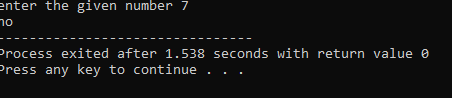 enter the given number 7
no
--------------------------------
Process exited after 1.538 seconds with return value 0
Press any key to continue . . .